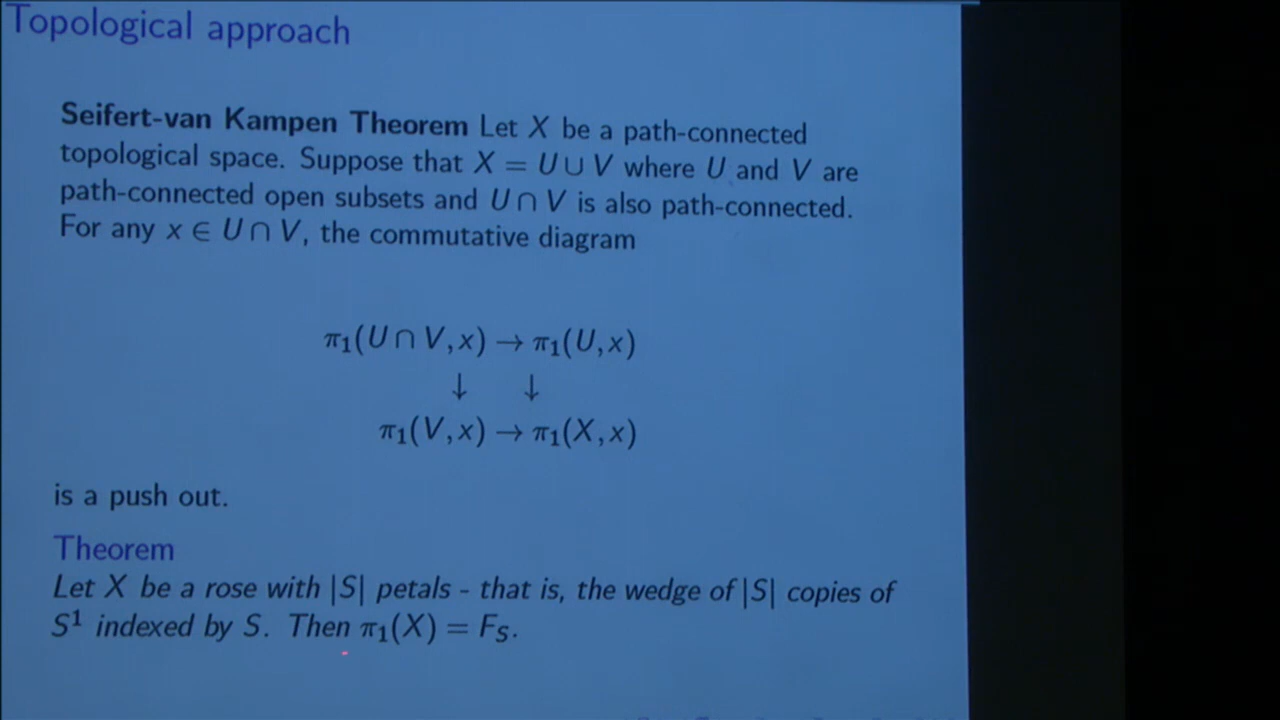 Topological approach
Seifert-van Kampen Theorem Let X be a path-connected
topological space. Suppose that X = U ∪ V where U and V are
path-connected open subsets and U ∩ V is also path-connected.
For any x ∈ U ∩ V, the commutative diagram
π₁(U ∩ V, x) → π₁(U, x)
↓ ↓
π₁(V, x) → π₁(X, x)
is a push out.
Theorem
Let X be a rose with |S| petals - that is, the wedge of |S| copies of
S¹ indexed by S. Then π₁(X) = F_S.